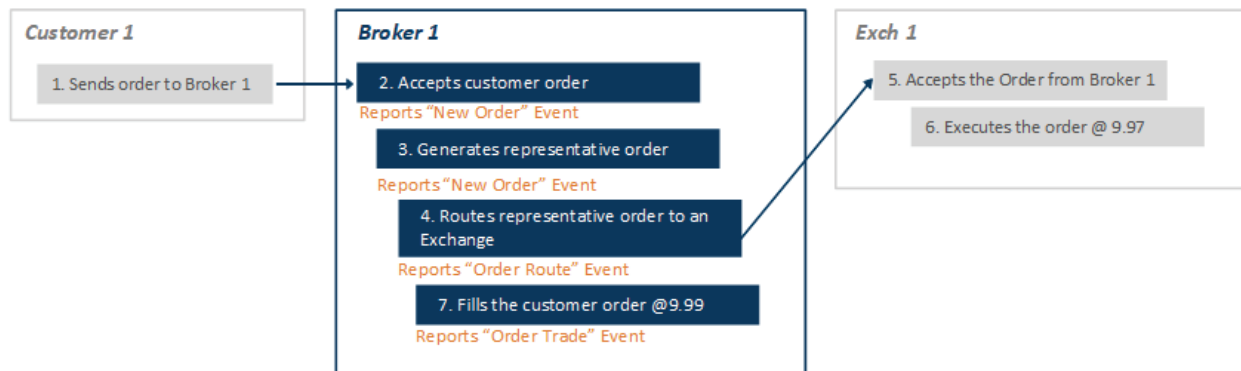 Customer 1
1. Sends order to Broker 1
Broker 1
2. Accepts customer order
Reports “New Order” Event
3. Generates representative order
Reports “New Order” Event
4. Routes representative order to an
Exchange
Reports “Order Route” Event
7. Fills the customer order @9.99
Reports “Order Trade” Event
Exch 1
5. Accepts the Order from Broker 1
6. Executes the order @ 9.97